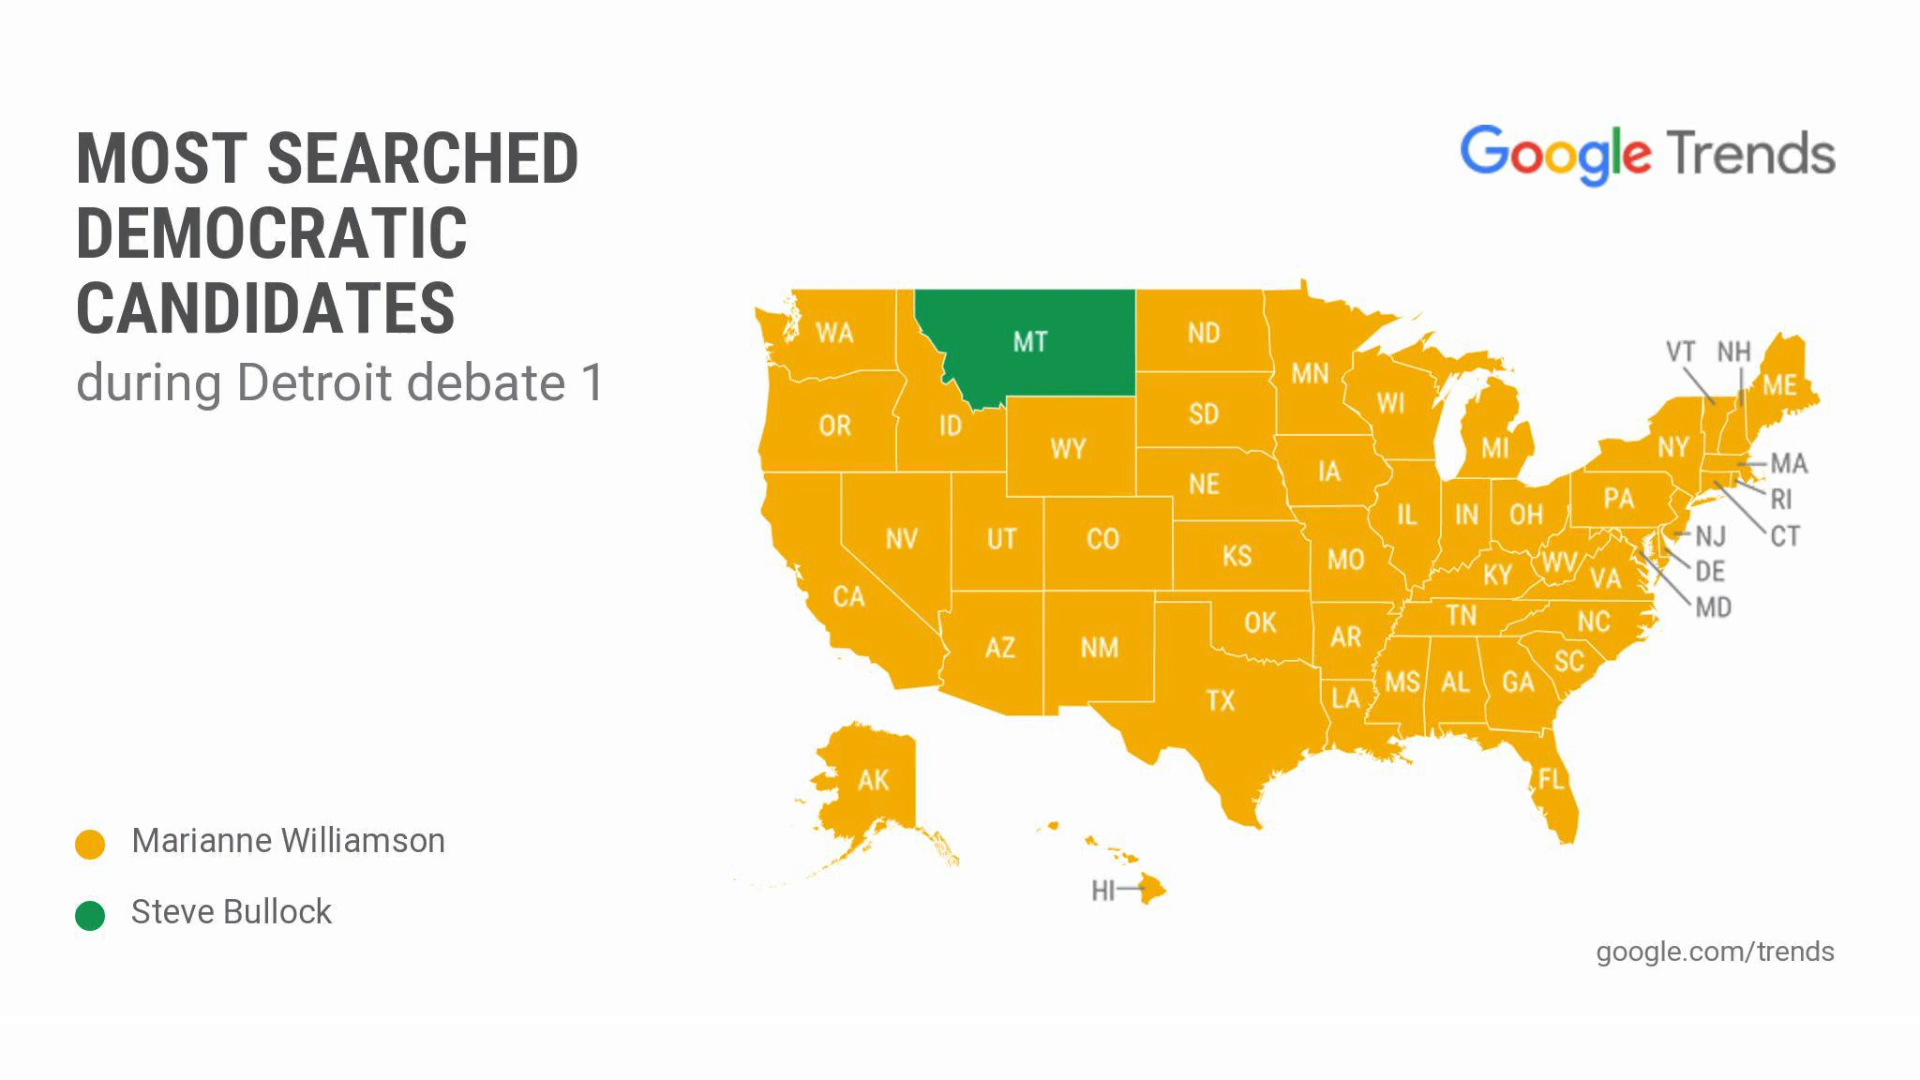 MOST SEARCHED
DEMOCRATIC
CANDIDATES
during Detroit debate 1
Google Trends
WA
MT
ND
MN
VT NH
ME
OR
ID
WY
SD
WI
MI
NY
MA
RI
CT
NE
IA
IL
IN
OH
PA
NJ
DE
MD
NV
UT
CO
KS
MO
KY
WV
VA
CA
AZ
NM
OK
AR
TN
NC
SC
TX
LA
MS
AL
GA
FL
AK
HI
Marianne Williamson
Steve Bullock
google.com/trends